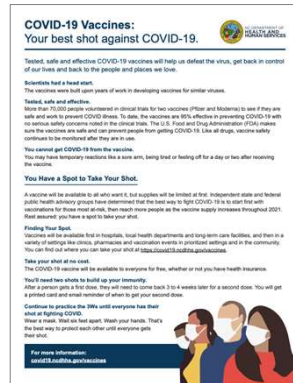 COVID-19 Vaccines:
Your best shot against COVID-19.
NC DEPARTMENT OF
HEALTH AND
HUMAN SERVICES
Tested, safe and effective COVID-19 vaccines will help us defeat the virus, get back in control
of our lives and back to the people and places we love.
Scientists had a head start.
The vaccines were built upon years of work in developing vaccines for similar viruses.
Tested, safe and effective.
More than 70,000 people volunteered in clinical trials for two vaccines (Pfizer and Moderna) to see if they are
safe and work to prevent COVID illness. To date, the vaccines are 95% effective in preventing COVID with
no serious safety concerns noted in the clinical trials. The U.S. Food and Drug Administration (FDA) makes
sure the vaccines are safe and can prevent people from getting COVID-19. Like all drugs, vaccine safety
continues to be monitored after they are in use.
You cannot get COVID-19 from the vaccine.
You may have temporary reactions like a sore arm, being tired or feeling off for a day or two after receiving
the vaccine.
You Have a Spot to Take Your Shot.
A vaccine will be available to all who want it, but supplies will be limited at first. Independent state and federal
public health advisory groups have determined that the best way to fight COVID-19 is to start first with
vaccinations for those most at-risk, then reach more people as the vaccine supply increases throughout 2021.
Rest assured: you have a spot to take your shot.
Finding Your Spot.
Vaccines will be available first in hospitals, local health departments and long-term care facilities, and then in a
variety of settings like clinics, pharmacies and vaccination events in prioritized settings and in the community.
You can find out where you can take your shot at https://covid19.ncdhhs.gov/vaccines.
Take your shot at no cost.
The COVID-19 vaccine will be available to everyone for free, whether or not you have health insurance.
You'll need two shots to build up your immunity.
After a person gets a first dose, they will need to come back 3 to 4 weeks later for a second dose. You will get
a printed card and email reminder of when to get your second dose.
Continue to practice the 3Ws until everyone has their
shot at fighting COVID.
Wear a mask. Wait six feet apart. Wash your hands. That's
the best way to protect each other until everyone gets
their shot.
For more information:
covid19.ncdhhs.gov/vaccines